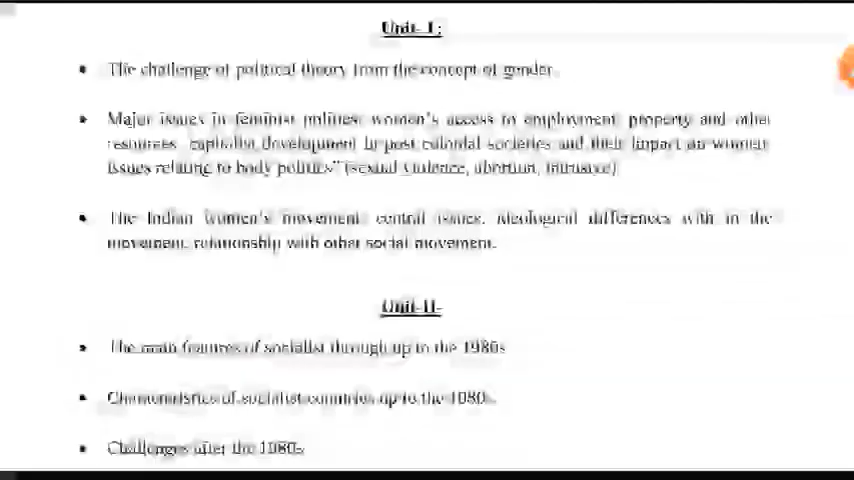 Unit- I:
• The challenge of political theory from the concept of gender.
• Major issues in feminist politics: women's access to employment, property and other
resources, capitalist development in post colonial societies and their impact on women
issues relating to body politics" (sexual violence, abortion,
• The Indian women's movement: central issues, ideological differences with in the
movement, relationship with other social movement.
Unit-II-
• The main features of socialist through up to the 1980s
• Characteristics of socialist countries up to the 1980s.
• Challenges after the 1980s